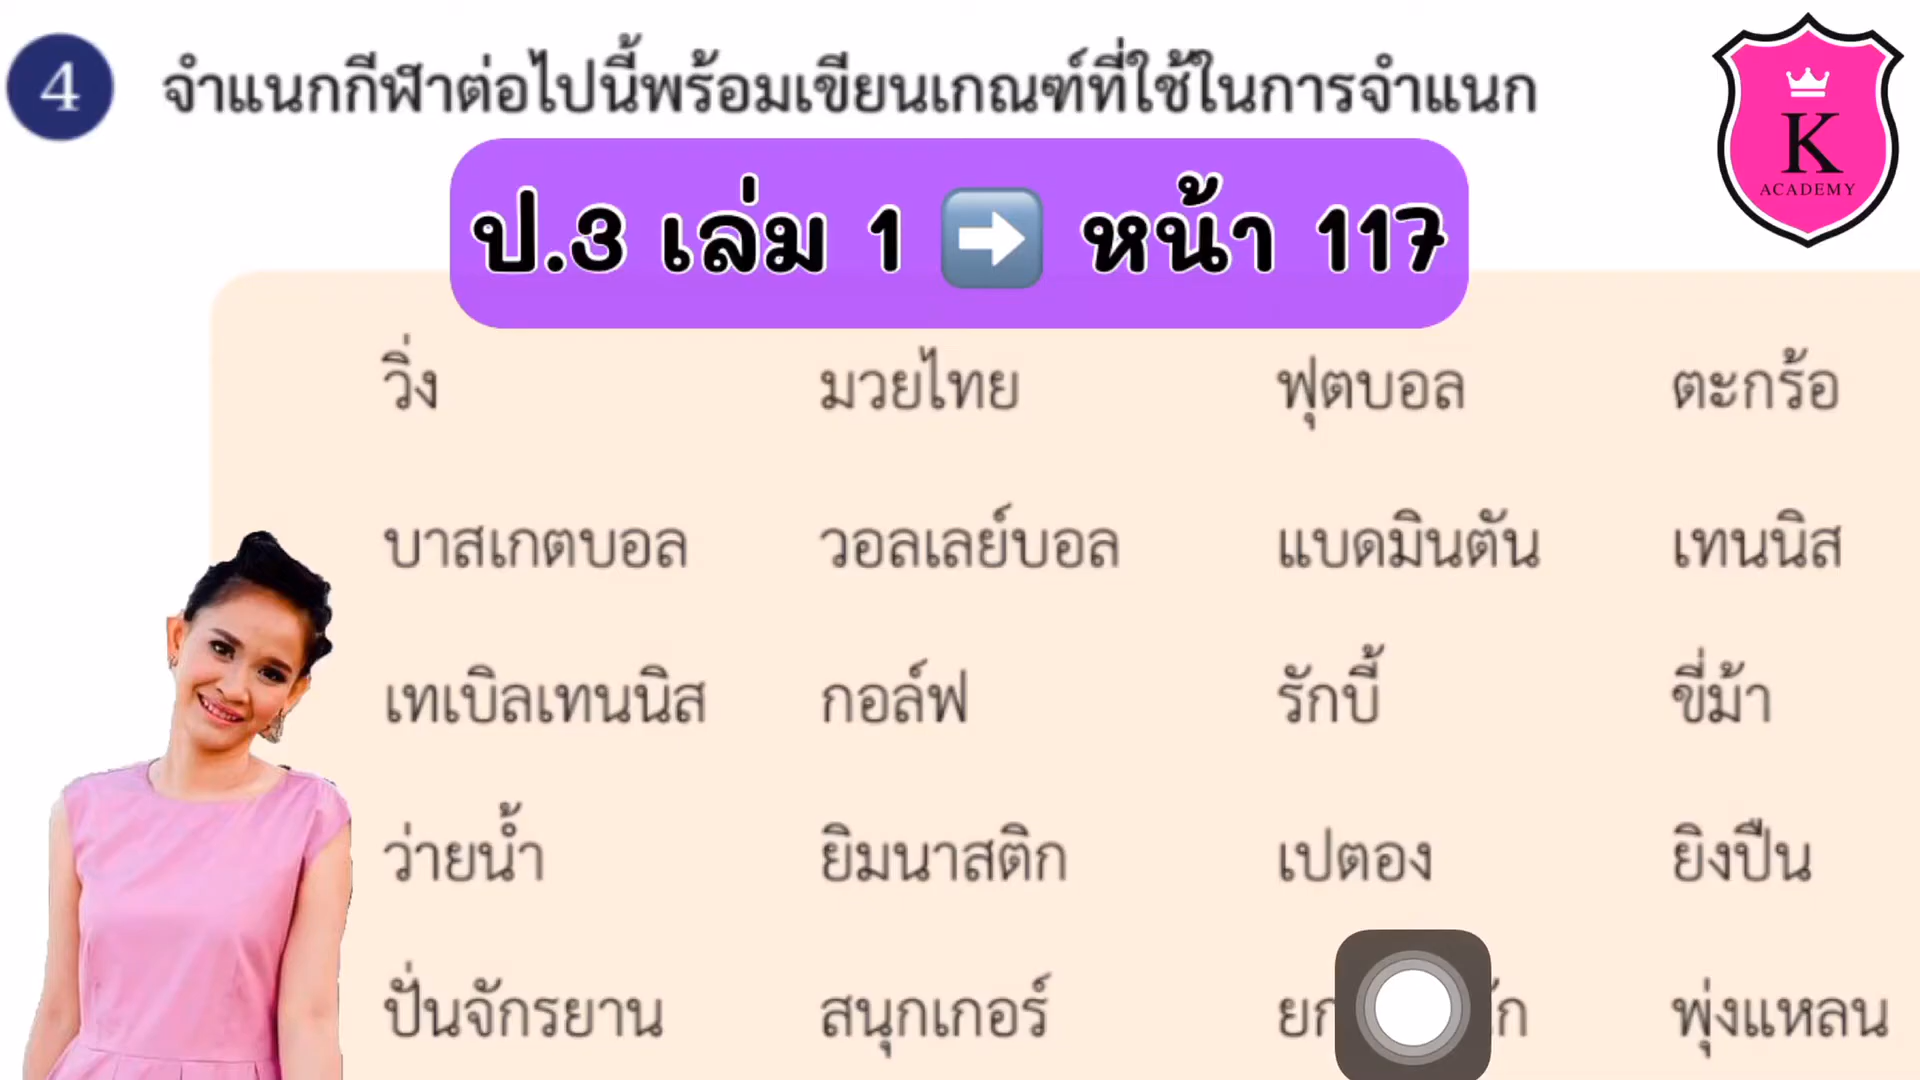 4 จำแนกกีฬาต่อไปนี้พร้อมเขียนเกณฑ์ที่ใช้ในการจำแนก
K
ACADEMY
ป.3 เล่ม 1 ➡️ หน้า 117
วิ่ง มวยไทย ฟุตบอล ตะกร้อ
บาสเกตบอล วอลเลย์บอล แบดมินตัน เทนนิส
เทเบิลเทนนิส กอล์ฟ รักบี้ ขี่ม้า
ว่ายน้ำ ยิมนาสติก เปตอง ยิงปืน
ปั่นจักรยาน สนุกเกอร์ พุ่งแหลน